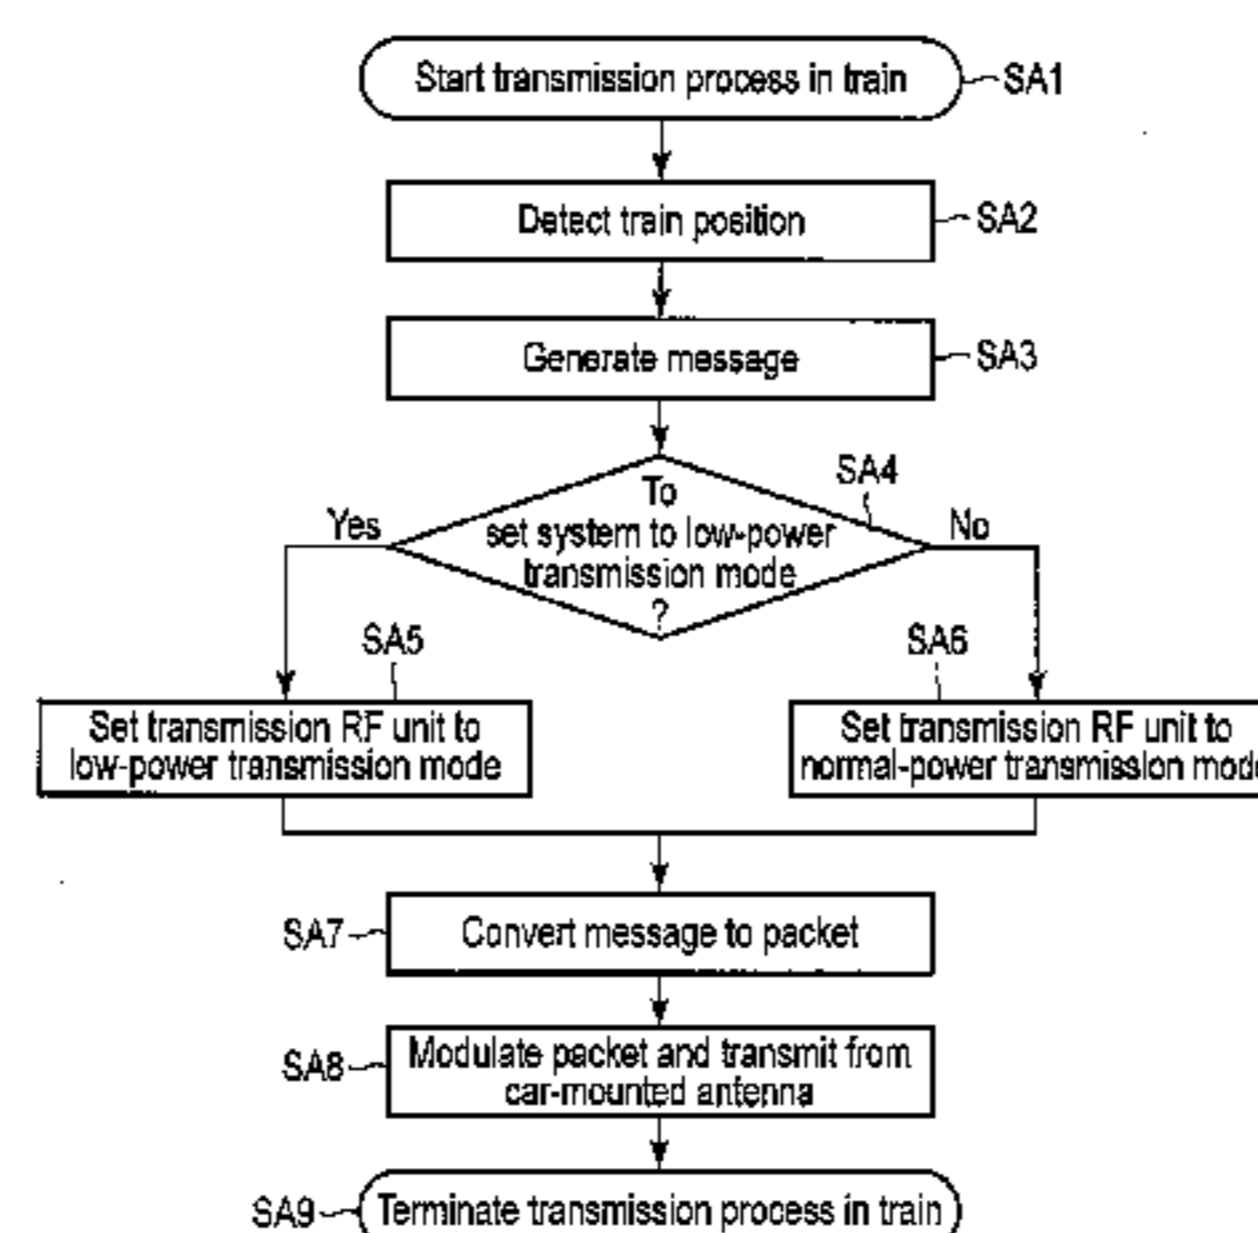 Start transmission process in train
SA1
Detect train position
SA2
Generate message
SA3
SA4
To
set system to low-power
transmission mode
?
Yes
No
SA5
SA6
Set transmission RF unit to
low-power transmission mode
Set transmission RF unit to
normal-power transmission mode
SA7
Convert message to packet
SA8
Modulate packet and transmit from
car-mounted antenna
SA9
Terminate transmission process in train